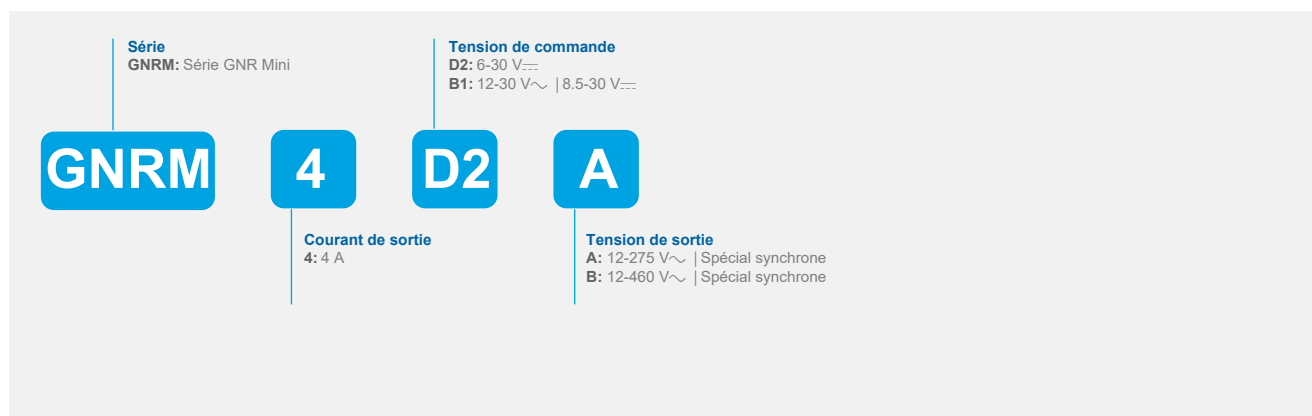 Série
GNRM: Série GNR Mini
Tension de commande
D2: 6-30 V⎓
B1: 12-30 V∿ | 8.5-30 V⎓
GNRM 4 D2 A
Courant de sortie
4: 4 A
Tension de sortie
A: 12-275 V∿ | Spécial synchrone
B: 12-460 V∿ | Spécial synchrone